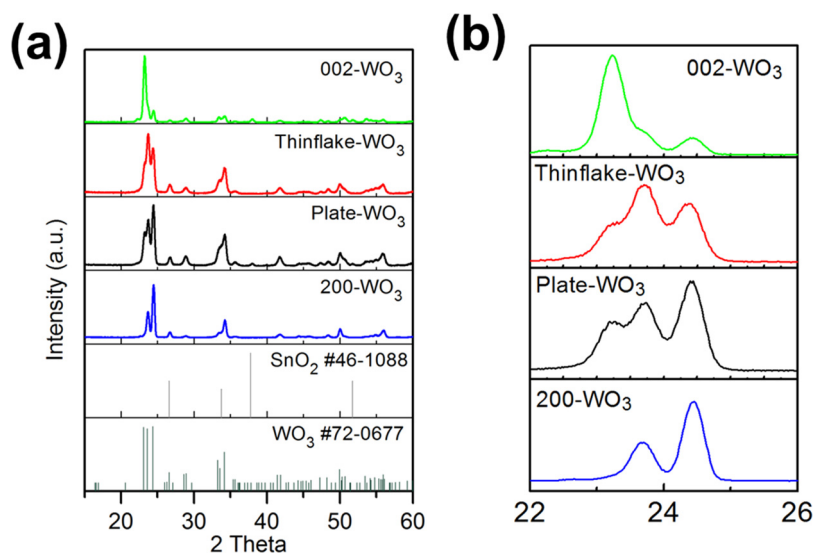 (a)
Intensity (a.u.)
002-WO3
Thinflake-WO3
Plate-WO3
200-WO3
SnO2 #46-1088
WO3 #72-0677
20 30 40 50 60
2 Theta
(b)
002-WO3
Thinflake-WO3
Plate-WO3
200-WO3
22 24 26